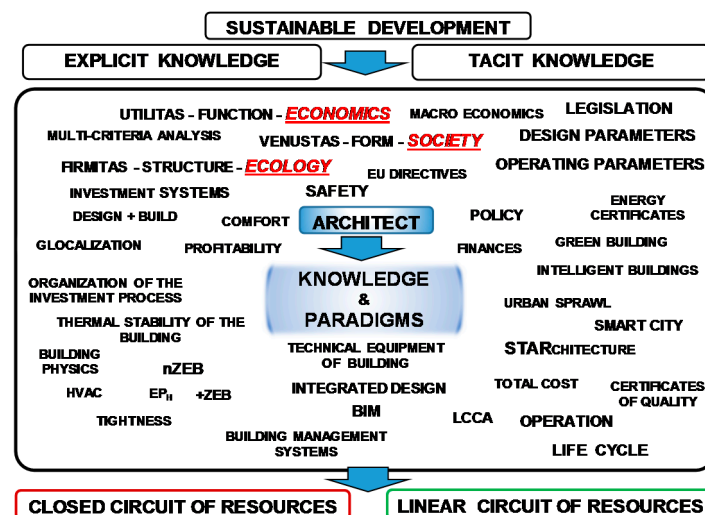 SUSTAINABLE DEVELOPMENT
EXPLICIT KNOWLEDGE
TACIT KNOWLEDGE
UTILITAS - FUNCTION - ECONOMICS
MACRO ECONOMICS
LEGISLATION
MULTI-CRITERIA ANALYSIS
VENUSTAS - FORM - SOCIETY
DESIGN PARAMETERS
FIRMITAS - STRUCTURE - ECOLOGY
EU DIRECTIVES
OPERATING PARAMETERS
INVESTMENT SYSTEMS
SAFETY
DESIGN + BUILD
COMFORT
ARCHITECT
POLICY
ENERGY
CERTIFICATES
GLOCALIZATION
PROFITABILITY
FINANCES
GREEN BUILDING
INTELLIGENT BUILDINGS
ORGANIZATION OF THE
INVESTMENT PROCESS
KNOWLEDGE
&
PARADIGMS
URBAN SPRAWL
THERMAL STABILITY OF THE
BUILDING
SMART CITY
BUILDING
PHYSICS
nZEB
TECHNICAL EQUIPMENT
OF BUILDING
STARCHITECTURE
HVAC
EPH
+ZEB
INTEGRATED DESIGN
TOTAL COST
CERTIFICATES
OF QUALITY
TIGHTNESS
BIM
LCCA
OPERATION
BUILDING MANAGEMENT
SYSTEMS
LIFE CYCLE
CLOSED CIRCUIT OF RESOURCES
LINEAR CIRCUIT OF RESOURCES